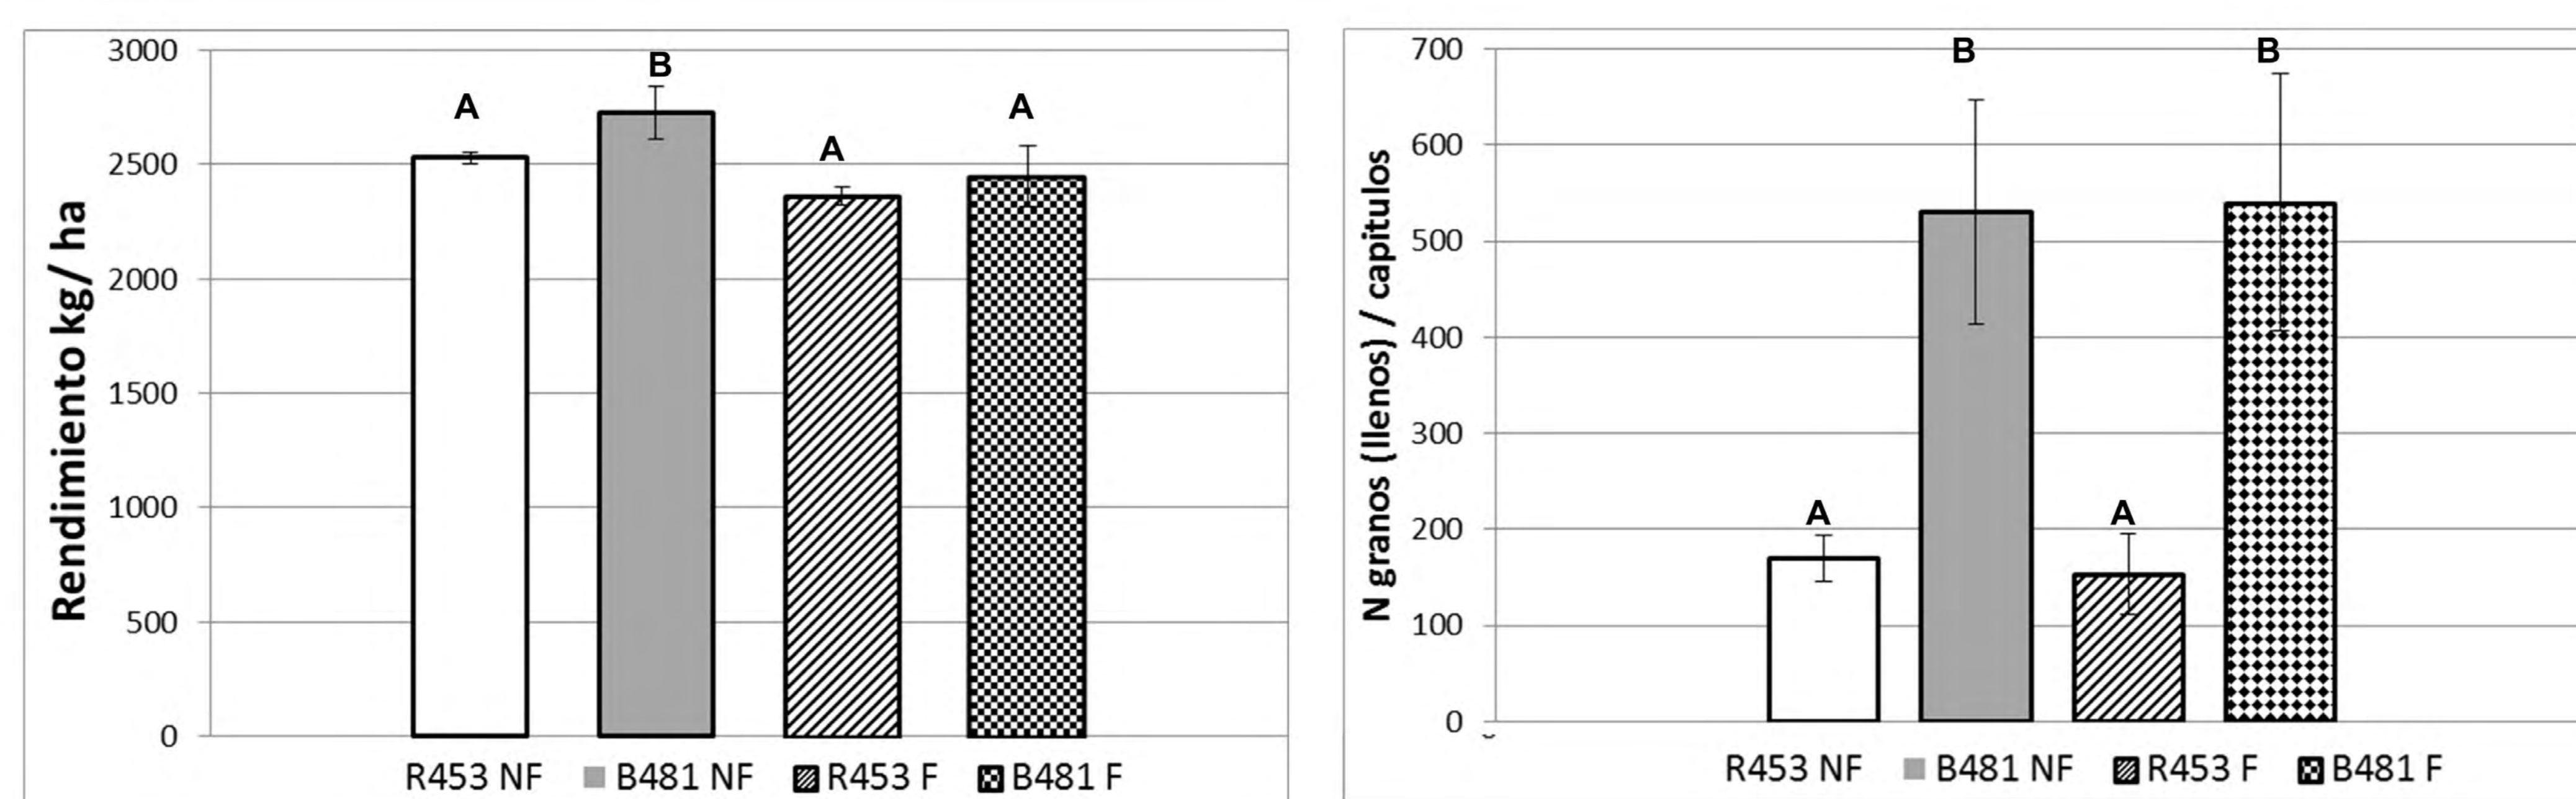 Rendimiento kg/ ha
3000
2500
2000
1500
1000
500
0
A
B
A
A
R453 NF B481 NF R453 F B481 F
N granos (llenos) / capitulos
700
600
500
400
300
200
100
0
A
B
A
B
R453 NF B481 NF R453 F B481 F